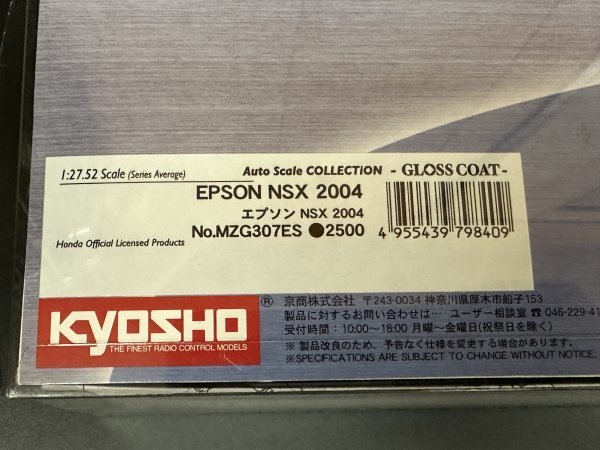 1:27.52 Scale (Series Average) Auto Scale COLLECTION - GLOSS COAT -
EPSON NSX 2004
エプソン NSX 2004
No.MZG307ES ●2500
4 955439 798409
Honda Official Licensed Products
KYOSHO
THE FINEST RADIO CONTROL MODELS
® 京商株式会社 〒243-0034 神奈川県厚木市船子153
製品に対するお問い合わせは… ユーザー相談室 ☎046-229-41
受付時間:10:00~18:00 月曜~金曜日(祝祭日を除く)
※ 製品改良のため、予告なく仕様を変更する場合があります。
※SPECIFICATIONS ARE SUBJECT TO CHANGE WITHOUT NOTICE.